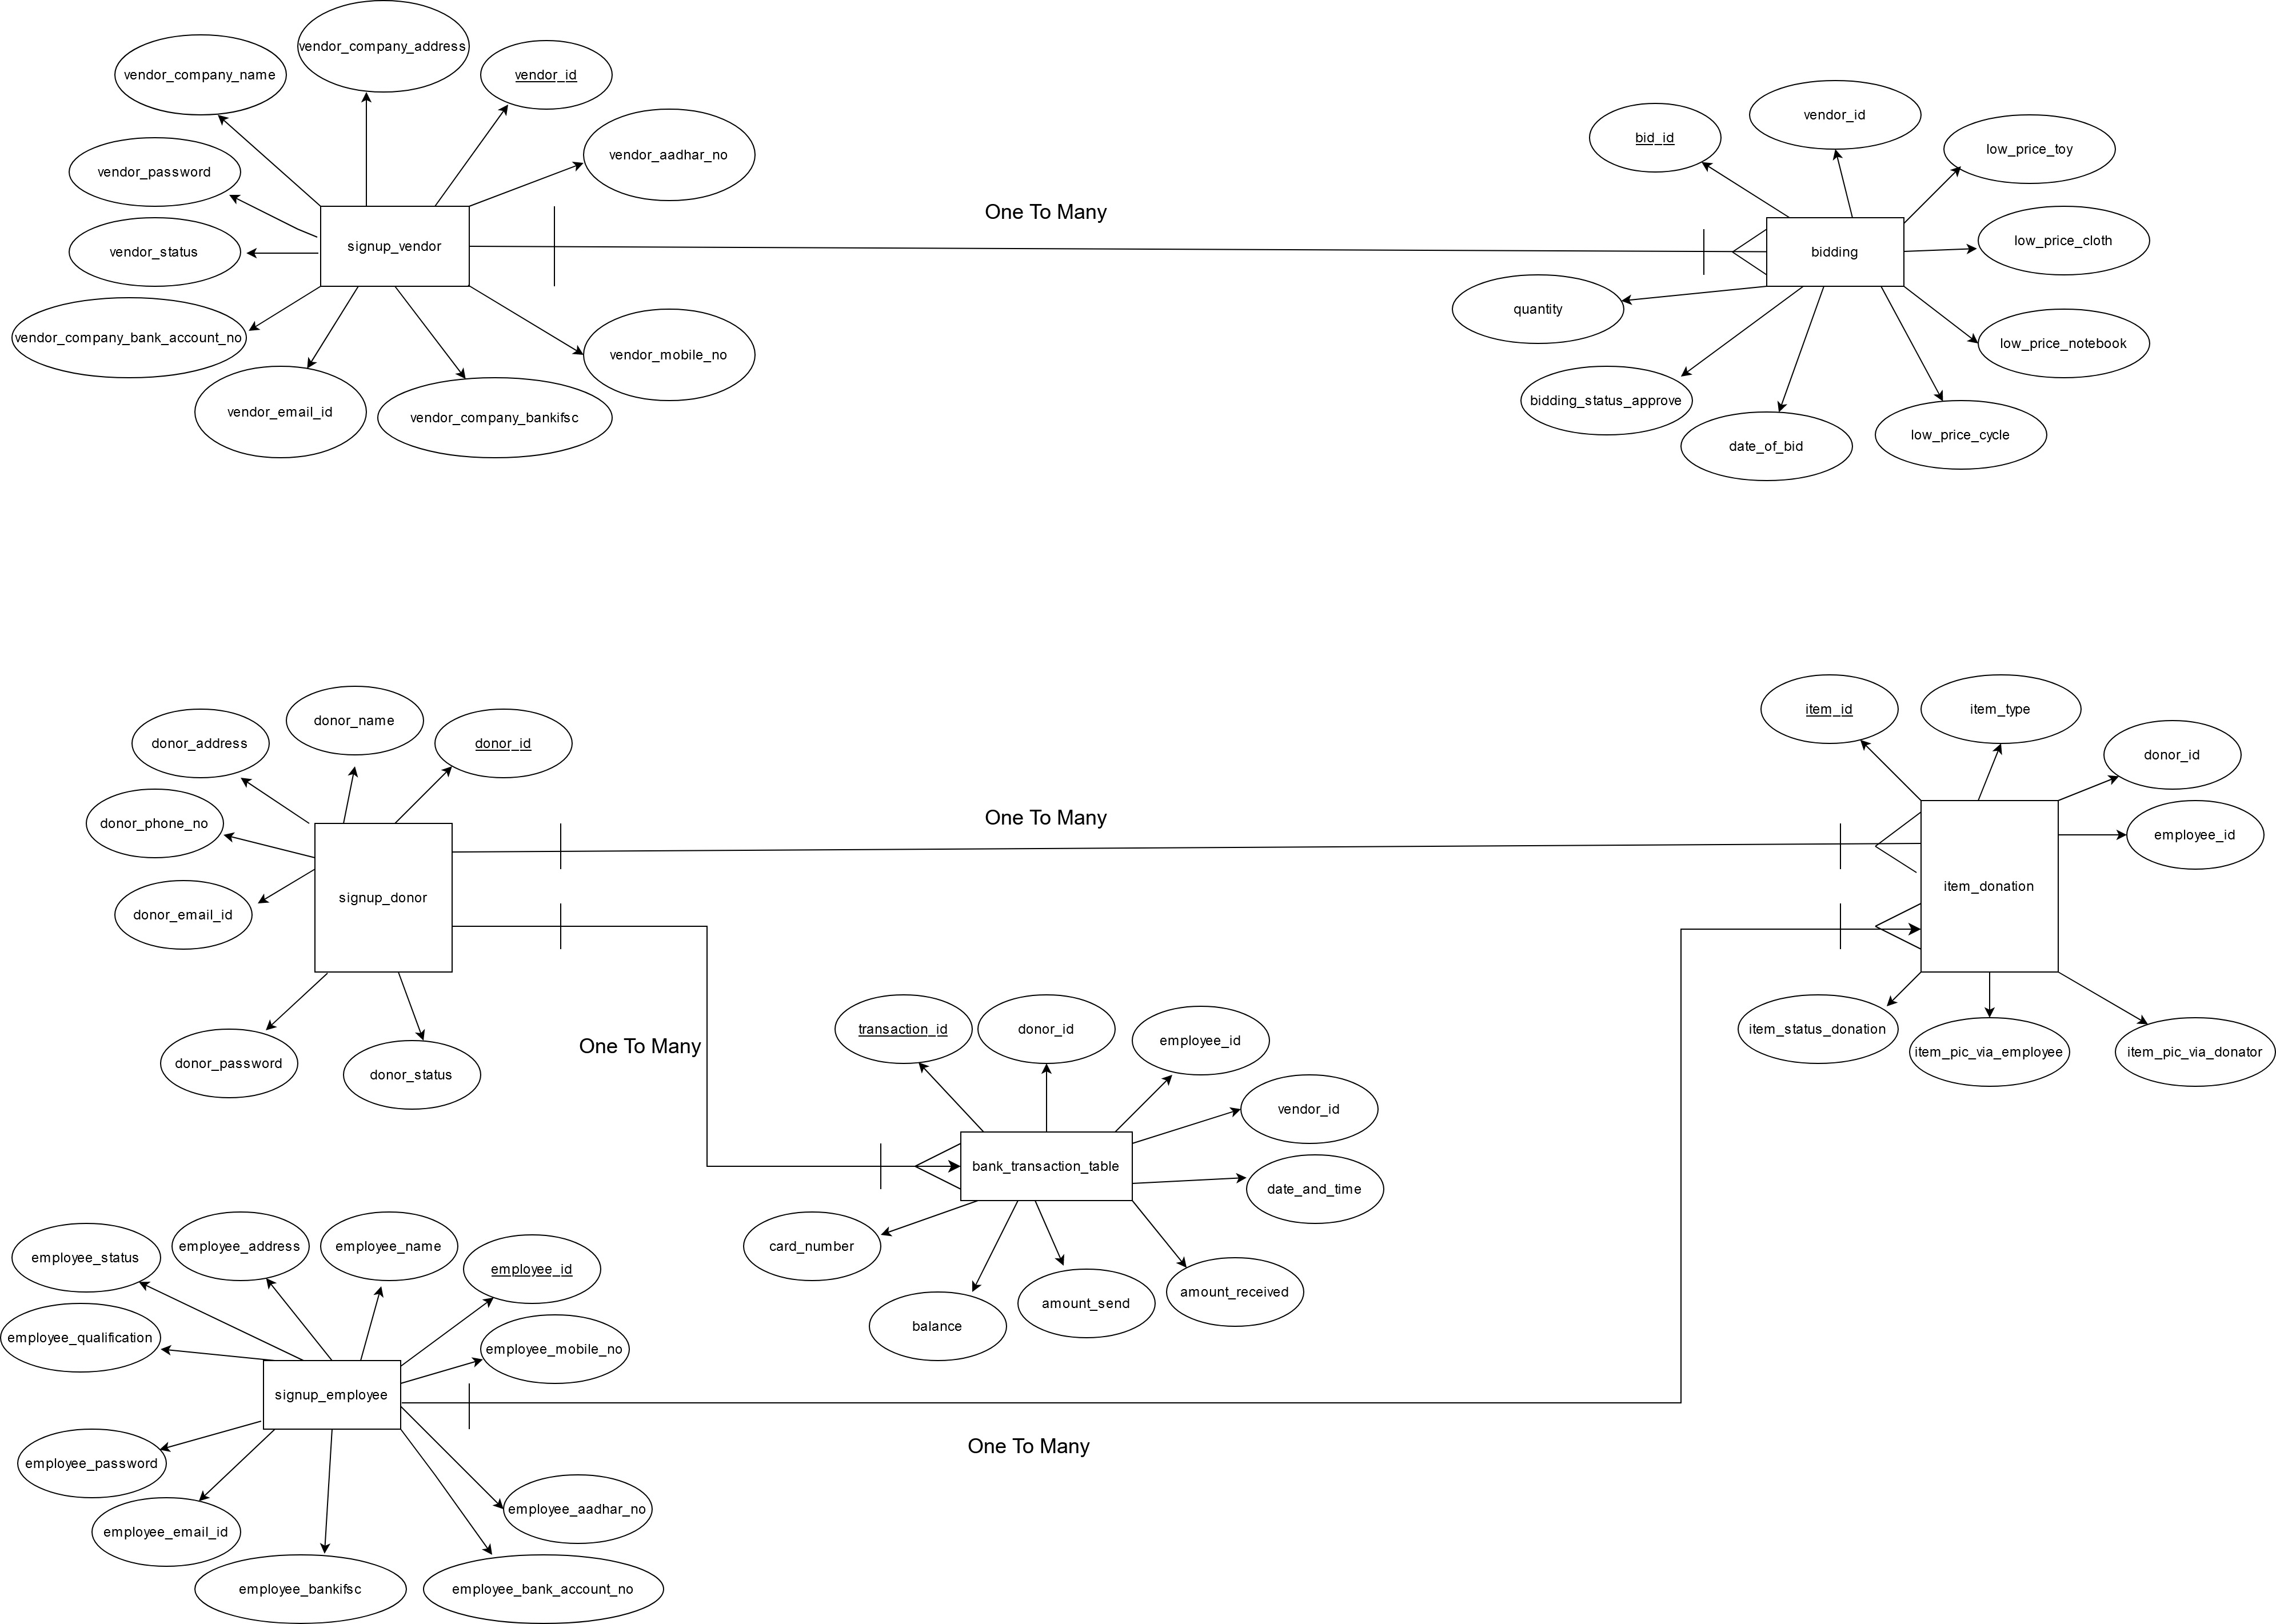 vendor_company_address
vendor_company_name
vendor_id
vendor_aadhar_no
vendor_password
vendor_status
signup_vendor
vendor_company_bank_account_no
vendor_email_id
vendor_company_bankifsc
vendor_mobile_no
One To Many
bid_id
vendor_id
low_price_toy
low_price_cloth
bidding
quantity
low_price_notebook
bidding_status_approve
date_of_bid
low_price_cycle
donor_name
donor_address
donor_id
donor_phone_no
signup_donor
donor_email_id
donor_password
donor_status
One To Many
item_id
item_type
donor_id
employee_id
item_donation
item_status_donation
item_pic_via_employee
item_pic_via_donator
One To Many
transaction_id
donor_id
employee_id
vendor_id
bank_transaction_table
date_and_time
card_number
balance
amount_send
amount_received
employee_status
employee_address
employee_name
employee_id
employee_qualification
employee_mobile_no
signup_employee
One To Many
employee_password
employee_aadhar_no
employee_email_id
employee_bankifsc
employee_bank_account_no